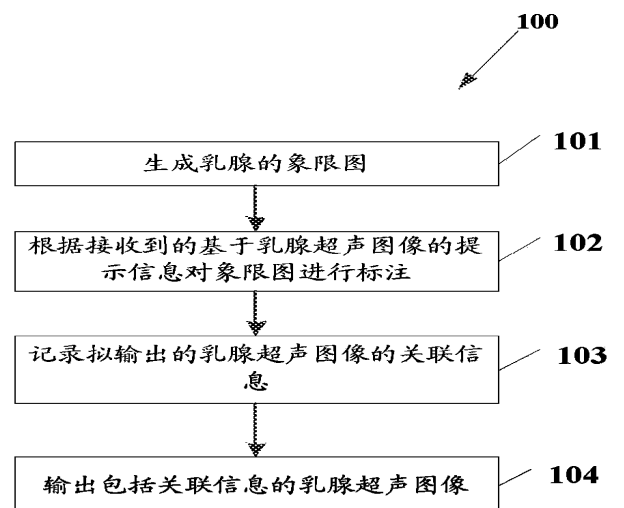 100
生成乳腺的象限图
101
根据接收到的基于乳腺超声图像的提
示信息对象限图进行标注
102
记录拟输出的乳腺超声图像的关联信
息
103
输出包括关联信息的乳腺超声图像
104